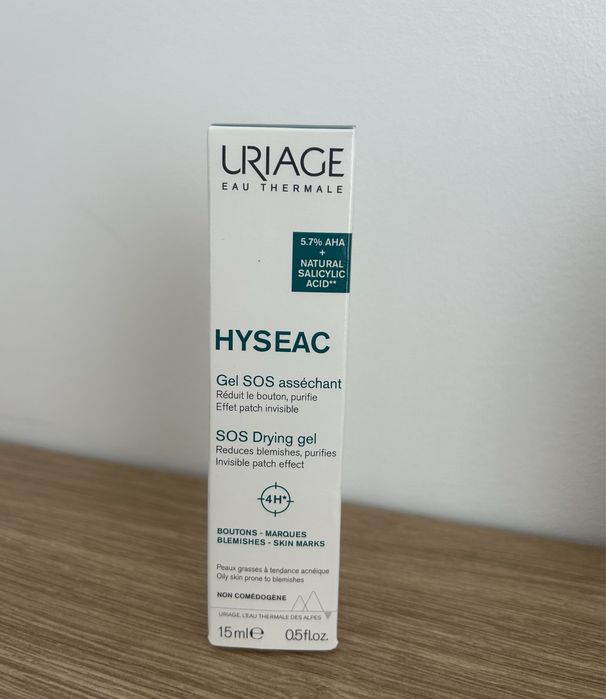 URIAGE
EAU THERMALE
5.7% AHA
+
NATURAL
SALICYLIC
ACID**
HYSEAC
Gel SOS asséchant
Réduit le bouton, purifie
Effet patch invisible
SOS Drying gel
Reduces blemishes, purifies
Invisible patch effect
4H*
BOUTONS - MARQUES
BLEMISHES - SKIN MARKS
Peaux grasses à tendance acnéique
Oily skin prone to blemishes
NON COMÉDOGÈNE
URIAGE, L'EAU THERMALE DES ALPES
15ml℮ 0.5fl.oz.